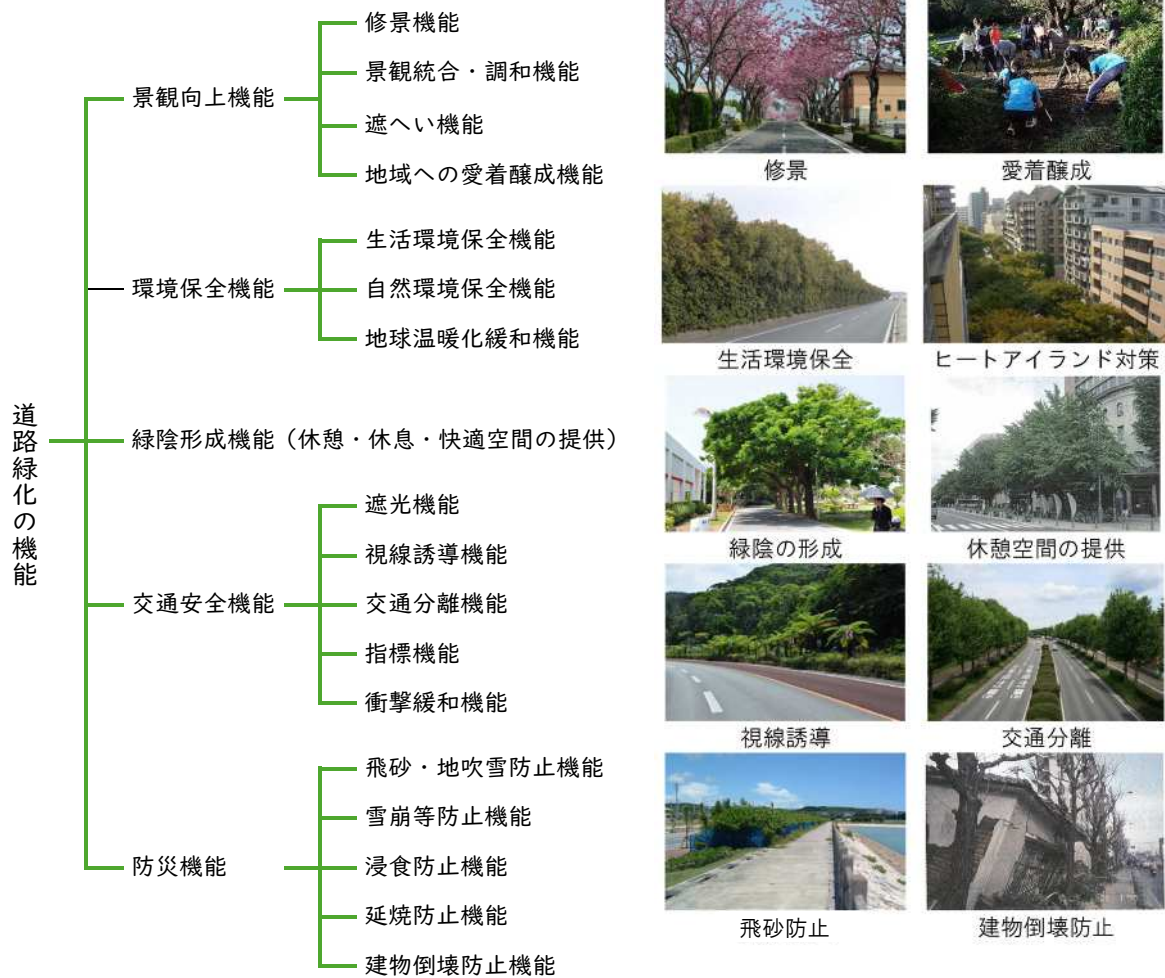 道路緑化の機能
景観向上機能
修景機能
景観統合・調和機能
遮へい機能
地域への愛着醸成機能
環境保全機能
生活環境保全機能
自然環境保全機能
地球温暖化緩和機能
緑陰形成機能（休憩・休息・快適空間の提供）
交通安全機能
遮光機能
視線誘導機能
交通分離機能
指標機能
衝撃緩和機能
防災機能
飛砂・地吹雪防止機能
雪崩等防止機能
浸食防止機能
延焼防止機能
建物倒壊防止機能
修景
愛着醸成
生活環境保全
ヒートアイランド対策
緑陰の形成
休憩空間の提供
視線誘導
交通分離
飛砂防止
建物倒壊防止